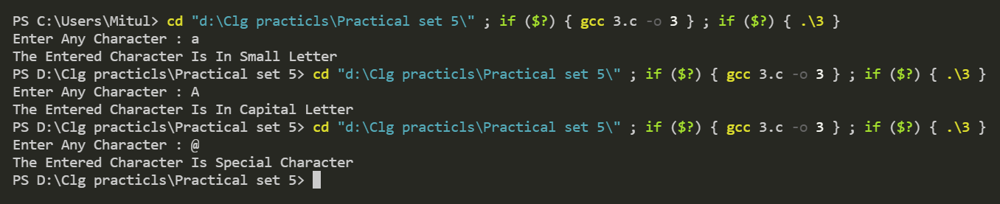 PS C:\Users\Mitul> cd "d:\Clg practicls\Practical set 5\" ; if ($?) { gcc 3.c -o 3 } ; if ($?) { .\3 }
Enter Any Character : a
The Entered Character Is In Small Letter
PS D:\Clg practicls\Practical set 5> cd "d:\Clg practicls\Practical set 5\" ; if ($?) { gcc 3.c -o 3 } ; if ($?) { .\3 }
Enter Any Character : A
The Entered Character Is In Capital Letter
PS D:\Clg practicls\Practical set 5> cd "d:\Clg practicls\Practical set 5\" ; if ($?) { gcc 3.c -o 3 } ; if ($?) { .\3 }
Enter Any Character : @
The Entered Character Is Special Character
PS D:\Clg practicls\Practical set 5>